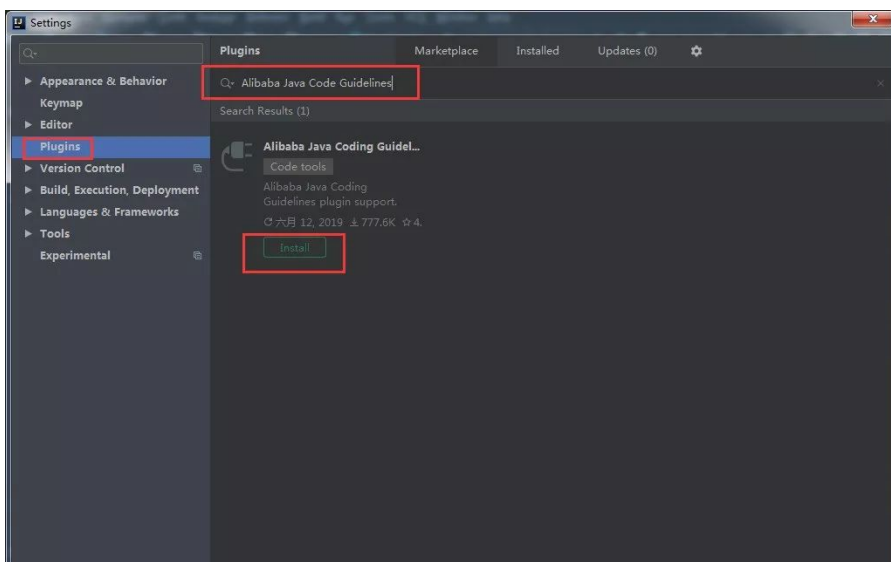 Settings
Plugins Marketplace Installed Updates (0)
Appearance & Behavior
Alibaba Java Code Guidelines
Keymap
Search Results (1)
Editor
Plugins
Alibaba Java Coding Guidel...
Version Control
Code tools
Build, Execution, Deployment
Alibaba Java Coding
Guidelines plugin support.
Languages & Frameworks
六月 12, 2019 777.6K 4.
Tools
Install
Experimental